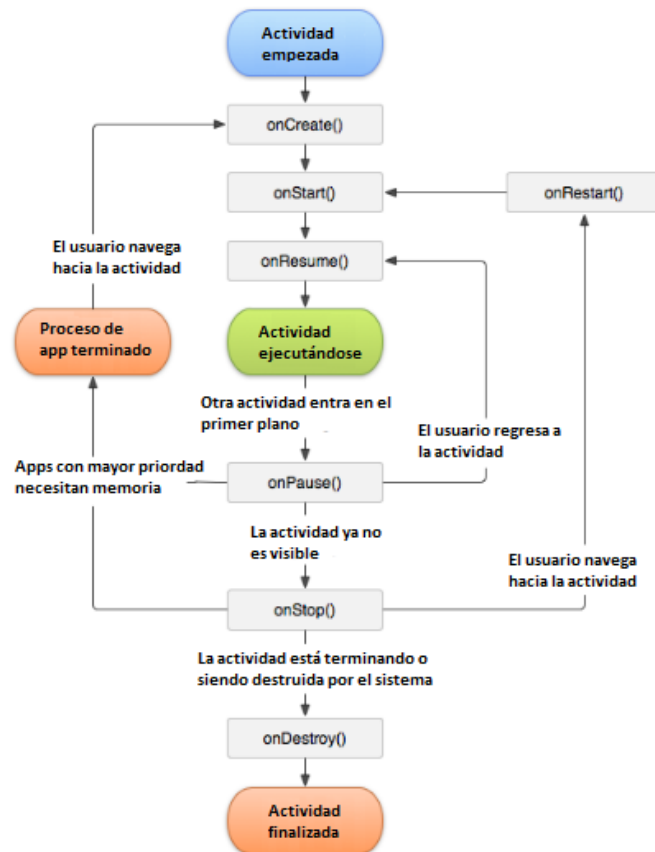 Actividad
empezada
onCreate()
onStart()
onRestart()
El usuario navega
hacia la actividad
onResume()
Proceso de
app terminado
Actividad
ejecutándose
Otra actividad entra en el
primer plano
El usuario regresa a
la actividad
Apps con mayor priordad
necesitan memoria
onPause()
La actividad ya no
es visible
El usuario navega
hacia la actividad
onStop()
La actividad está terminando o
siendo destruida por el sistema
onDestroy()
Actividad
finalizada